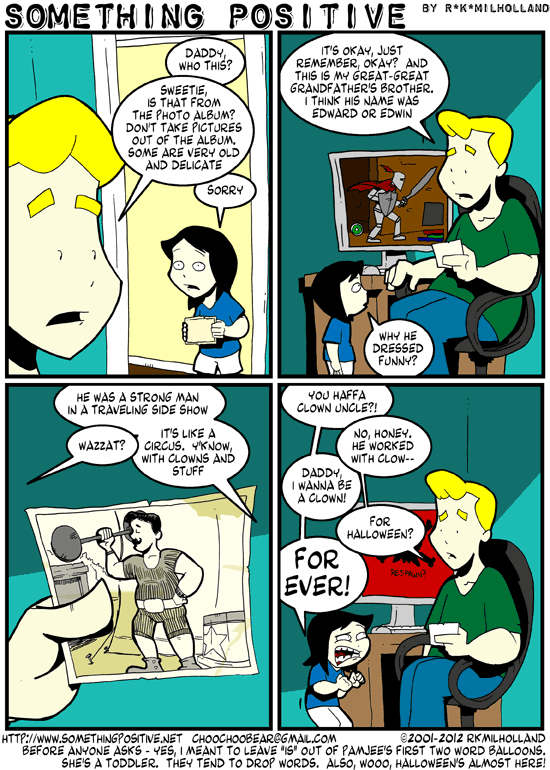 SOMETHING POSITIVE BY R*K*MILHOLLAND
DADDY,
WHO THIS?
SWEETIE,
IS THAT FROM
THE PHOTO ALBUM?
DON'T TAKE PICTURES
OUT OF THE ALBUM.
SOME ARE VERY OLD
AND DELICATE
SORRY
IT'S OKAY, JUST
REMEMBER, OKAY? AND
THIS IS MY GREAT-GREAT
GRANDFATHER'S BROTHER.
I THINK HIS NAME WAS
EDWARD OR EDWIN
WHY HE
DRESSED
FUNNY?
HE WAS A STRONG MAN
IN A TRAVELING SIDE SHOW
WAZZAT?
IT'S LIKE A
CIRCUS. Y'KNOW,
WITH CLOWNS AND
STUFF
YOU HAFFA
CLOWN UNCLE?!
NO, HONEY.
HE WORKED
WITH CLOW--
DADDY,
I WANNA BE
A CLOWN!
FOR
HALLOWEEN?
FOR
EVER!
HTTP://WWW.SOMETHINGPOSITIVE.NET CHOOCHOOBEAR@GMAIL.COM ©2001-2012 RKMILHOLLAND
BEFORE ANYONE ASKS - YES, I MEANT TO LEAVE "IS" OUT OF PAMJEE'S FIRST TWO WORD BALLOONS.
SHE'S A TODDLER. THEY TEND TO DROP WORDS. ALSO, WOOO, HALLOWEEN'S ALMOST HERE!